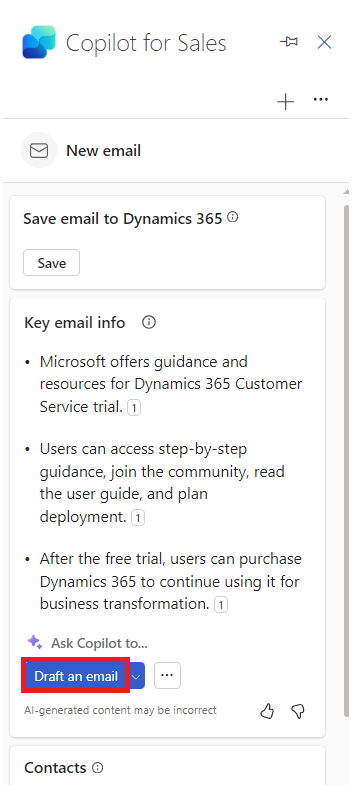 Copilot for Sales
New email
Save email to Dynamics 365
Save
Key email info
• Microsoft offers guidance and
resources for Dynamics 365 Customer
Service trial. 1
• Users can access step-by-step
guidance, join the community, read
the user guide, and plan
deployment. 1
• After the free trial, users can purchase
Dynamics 365 to continue using it for
business transformation. 1
Ask Copilot to...
Draft an email
AI-generated content may be incorrect
Contacts